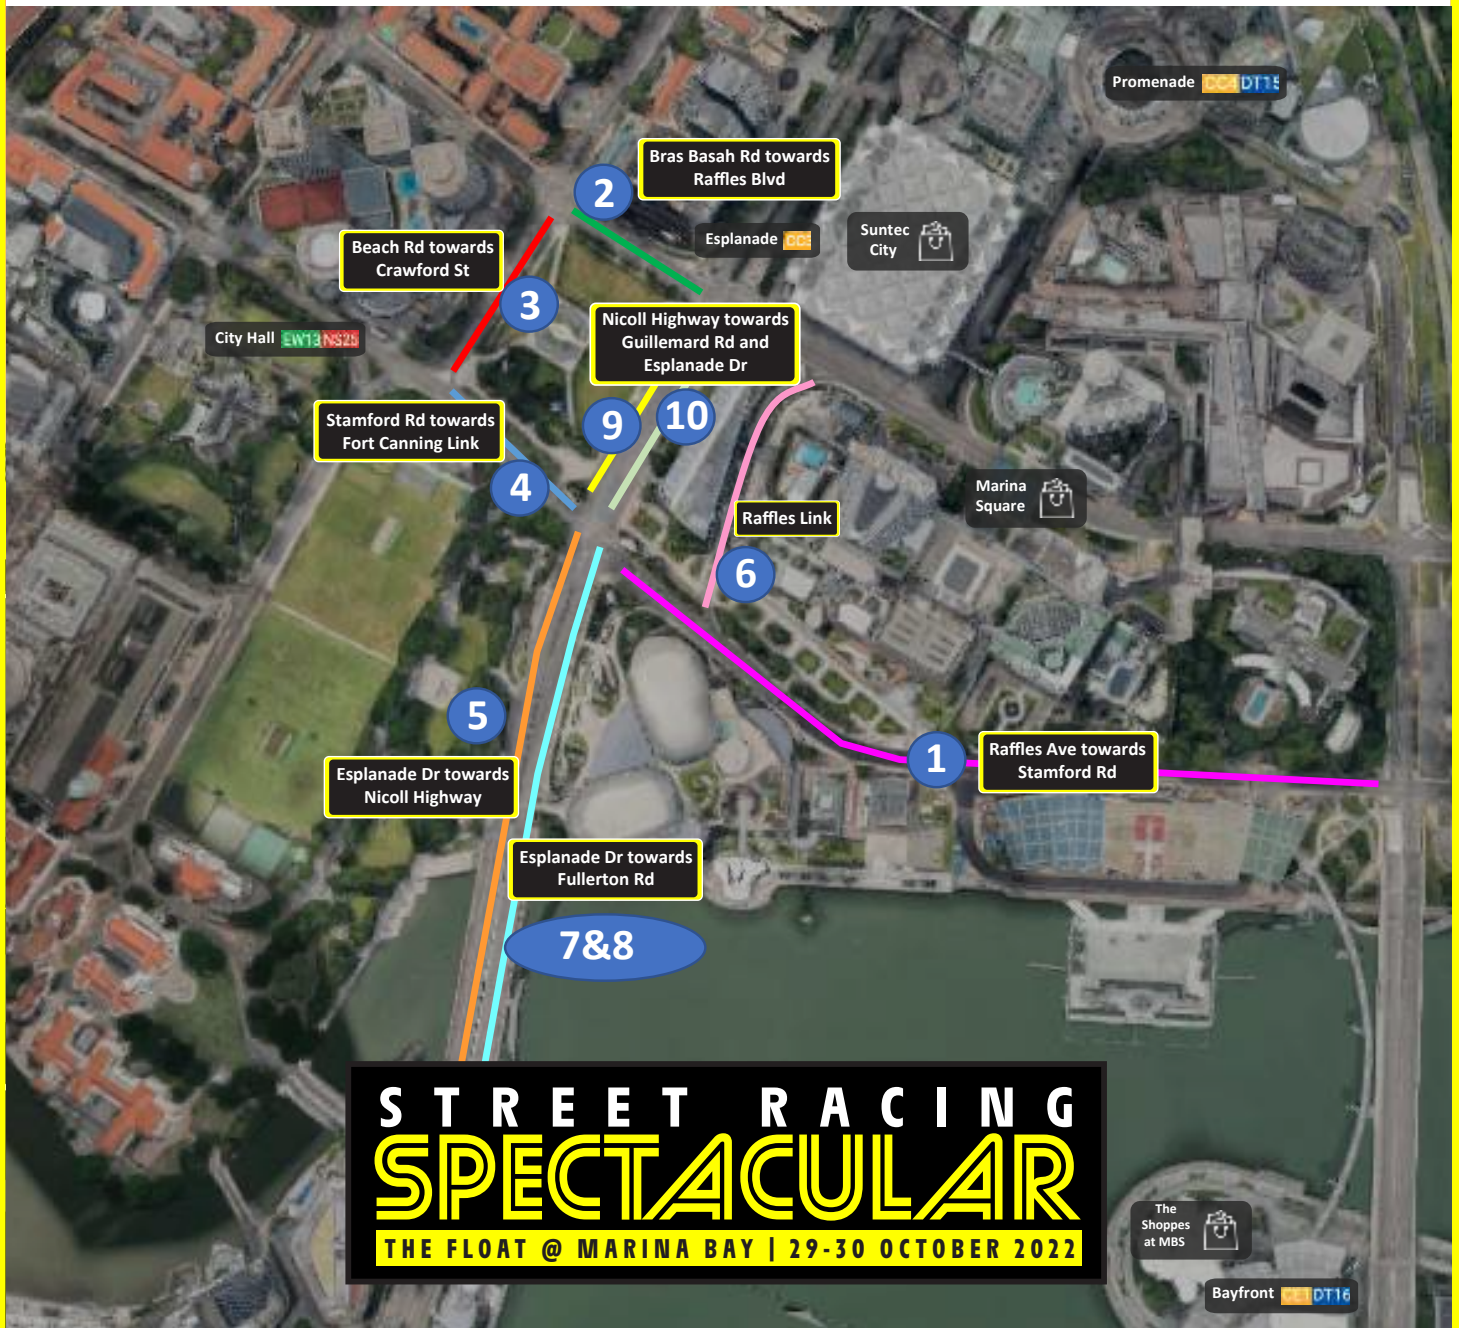 Promenade CC4 DT15
2
Bras Basah Rd towards
Raffles Blvd
Esplanade CC3
Suntec
City
Beach Rd towards
Crawford St
3
City Hall EW13 NS25
Nicoll Highway towards
Guillemard Rd and
Esplanade Dr
Stamford Rd towards
Fort Canning Link
9
10
4
Marina
Square
Raffles Link
6
5
1
Raffles Ave towards
Stamford Rd
Esplanade Dr towards
Nicoll Highway
Esplanade Dr towards
Fullerton Rd
7&8
STREET RACING
SPECTACULAR
THE FLOAT @ MARINA BAY | 29-30 OCTOBER 2022
The
Shoppes
at MBS
Bayfront CE1 DT16